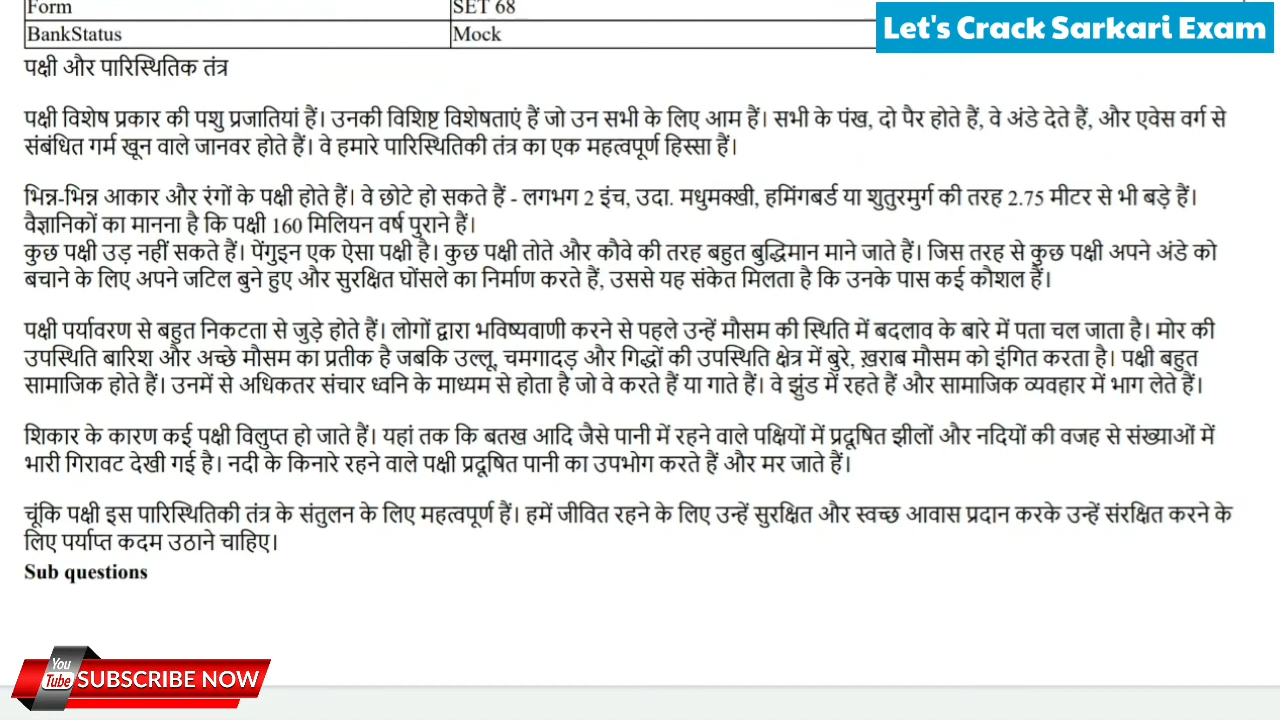 Form SET 68
Let's Crack Sarkari Exam
BankStatus Mock
पक्षी और पारिस्थितिक तंत्र
पक्षी विशेष प्रकार की पशु प्रजातियां हैं। उनकी विशिष्ट विशेषताएं हैं जो उन सभी के लिए आम हैं। सभी के पंख, दो पैर होते हैं, वे अंडे देते हैं, और एवेस वर्ग से
संबंधित गर्म खून वाले जानवर होते हैं। वे हमारे पारिस्थितिकी तंत्र का एक महत्वपूर्ण हिस्सा हैं।
भिन्न-भिन्न आकार और रंगों के पक्षी होते हैं। वे छोटे हो सकते हैं - लगभग 2 इंच, उदा. मधुमक्खी, हमिंगबर्ड या शुतुरमुर्ग की तरह 2.75 मीटर से भी बड़े हैं।
वैज्ञानिकों का मानना है कि पक्षी 160 मिलियन वर्ष पुराने हैं।
कुछ पक्षी उड़ नहीं सकते हैं। पेंगुइन एक ऐसा पक्षी है। कुछ पक्षी तोते और कौवे की तरह बहुत बुद्धिमान माने जाते हैं। जिस तरह से कुछ पक्षी अपने अंडे को
बचाने के लिए अपने जटिल बुने हुए और सुरक्षित घोंसले का निर्माण करते हैं, उससे यह संकेत मिलता है कि उनके पास कई कौशल हैं।
पक्षी पर्यावरण से बहुत निकटता से जुड़े होते हैं। लोगों द्वारा भविष्यवाणी करने से पहले उन्हें मौसम की स्थिति में बदलाव के बारे में पता चल जाता है। मोर की
उपस्थिति बारिश और अच्छे मौसम का प्रतीक है जबकि उल्लू, चमगादड़ और गिद्धों की उपस्थिति क्षेत्र में बुरे, ख़राब मौसम को इंगित करता है। पक्षी बहुत
सामाजिक होते हैं। उनमें से अधिकतर संचार ध्वनि के माध्यम से होता है जो वे करते हैं या गाते हैं। वे झुंड में रहते हैं और सामाजिक व्यवहार में भाग लेते हैं।
शिकार के कारण कई पक्षी विलुप्त हो जाते हैं। यहां तक कि बतख आदि जैसे पानी में रहने वाले पक्षियों में प्रदूषित झीलों और नदियों की वजह से संख्याओं में
भारी गिरावट देखी गई है। नदी के किनारे रहने वाले पक्षी प्रदूषित पानी का उपभोग करते हैं और मर जाते हैं।
चूंकि पक्षी इस पारिस्थितिकी तंत्र के संतुलन के लिए महत्वपूर्ण हैं। हमें जीवित रहने के लिए उन्हें सुरक्षित और स्वच्छ आवास प्रदान करके उन्हें संरक्षित करने के
लिए पर्याप्त कदम उठाने चाहिए।
Sub questions
You
Tube SUBSCRIBE NOW